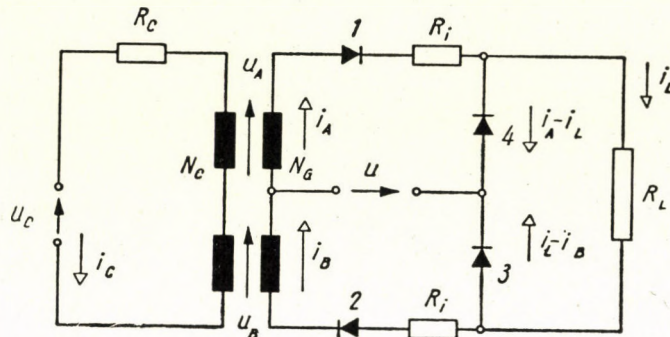 R_C
1
R_i
u_A
i_A
4
i_A-i_L
i_L
N_C
N_G
u
R_L
u_C
i_C
i_B
i_L-i_B
3
u_B
2
R_i